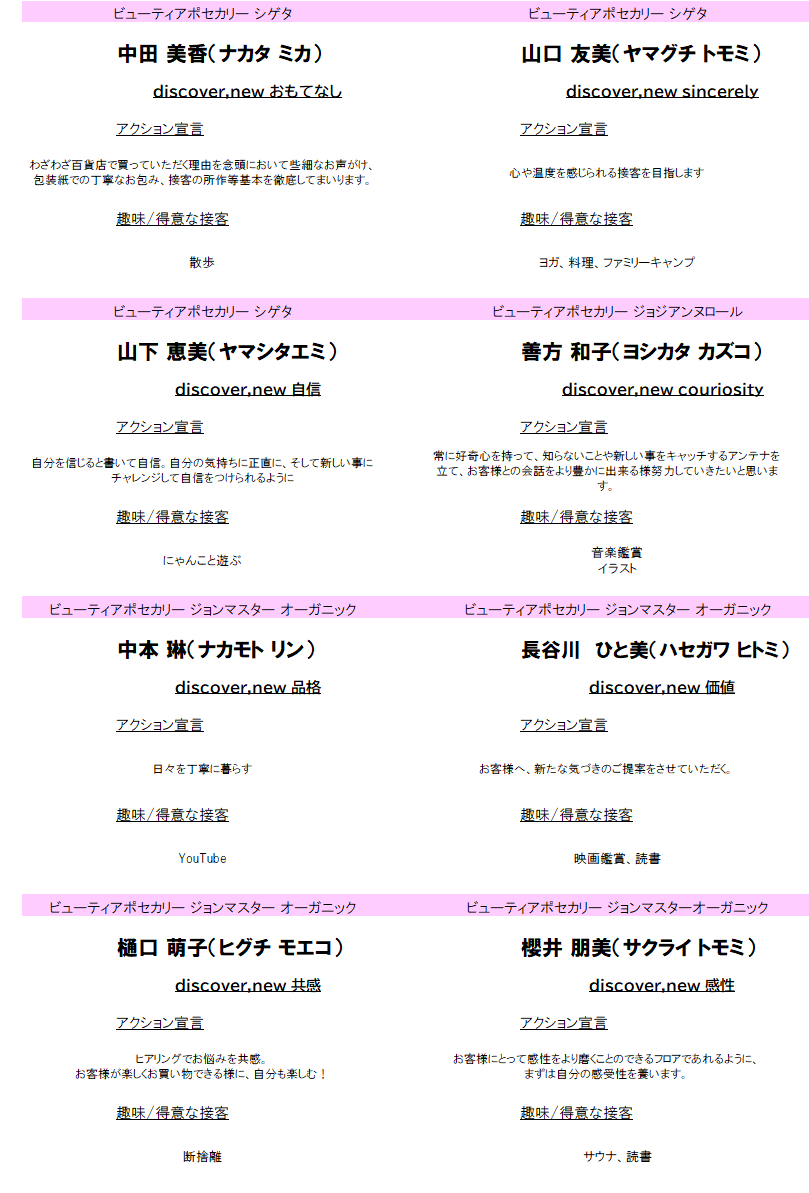 ビューティアポセカリー シゲタ
中田 美香(ナカタ ミカ)
discover,new おもてなし
アクション宣言
わざわざ百貨店で買っていただく理由を念頭において些細なお声がけ、
包装紙での丁寧なお包み、接客の所作等基本を徹底してまいります。
趣味/得意な接客
散歩
ビューティアポセカリー シゲタ
山口 友美(ヤマグチ トモミ)
discover,new sincerely
アクション宣言
心や温度を感じられる接客を目指します
趣味/得意な接客
ヨガ、料理、ファミリーキャンプ
ビューティアポセカリー シゲタ
山下 恵美(ヤマシタエミ)
discover,new 自信
アクション宣言
自分を信じると書いて自信。自分の気持ちに正直に、そして新しい事に
チャレンジして自信をつけられるように
趣味/得意な接客
にゃんこと遊ぶ
ビューティアポセカリー ジョジアンヌロール
善方 和子(ヨシカタ カズコ)
discover,new couriosity
アクション宣言
常に好奇心を持って、知らないことや新しい事をキャッチするアンテナを
立て、お客様との会話をより豊かに出来る様努力していきたいと思いま
す。
趣味/得意な接客
音楽鑑賞
イラスト
ビューティアポセカリー ジョンマスター オーガニック
中本 琳(ナカモト リン)
discover,new 品格
アクション宣言
日々を丁寧に暮らす
趣味/得意な接客
YouTube
ビューティアポセカリー ジョンマスター オーガニック
長谷川　ひと美(ハセガワ ヒトミ)
discover,new 価値
アクション宣言
お客様へ、新たな気づきのご提案をさせていただく。
趣味/得意な接客
映画鑑賞、読書
ビューティアポセカリー ジョンマスター オーガニック
樋口 萌子(ヒグチ モエコ)
discover,new 共感
アクション宣言
ヒアリングでお悩みを共感。
お客様が楽しくお買い物できる様に、自分も楽しむ！
趣味/得意な接客
断捨離
ビューティアポセカリー ジョンマスターオーガニック
櫻井 朋美(サクライ トモミ)
discover,new 感性
アクション宣言
お客様にとって感性をより磨くことのできるフロアであれるように、
まずは自分の感受性を養います。
趣味/得意な接客
サウナ、読書